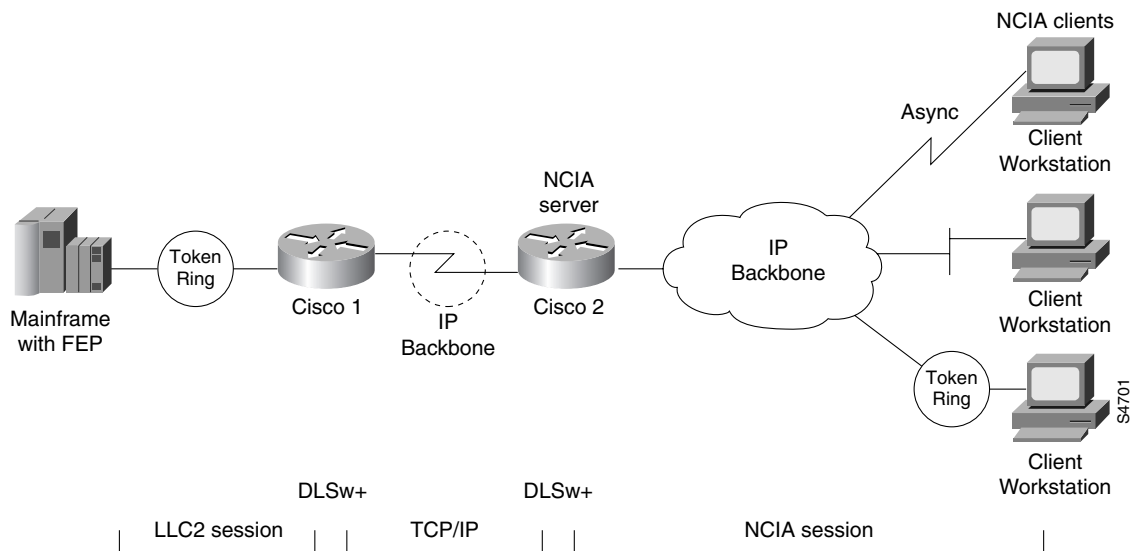 NCIA clients
Async
Client
Workstation
NCIA
server
Token
Ring
IP
Backbone
Cisco 1
Cisco 2
Mainframe
with FEP
IP
Backbone
Client
Workstation
Token
Ring
S4701
Client
Workstation
DLSw+
DLSw+
LLC2 session
TCP/IP
NCIA session